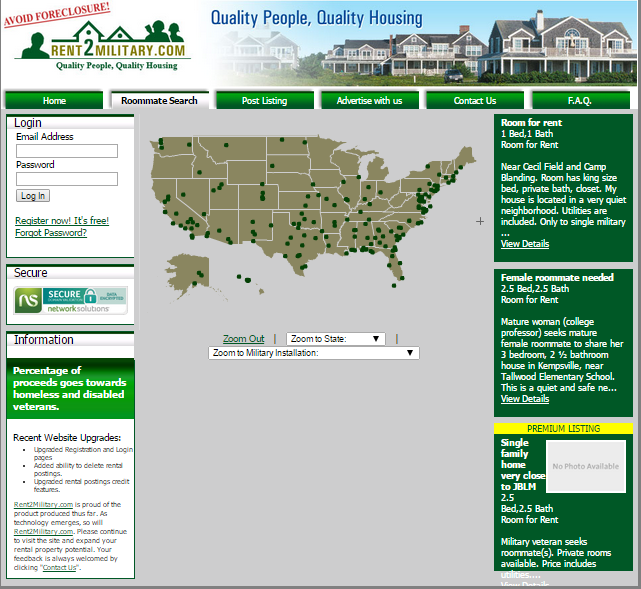 AVOID FORECLOSURE!
RENT2MILITARY.COM
Quality People, Quality Housing
Quality People, Quality Housing
Home
Roommate Search
Post Listing
Advertise with us
Contact Us
F.A.Q.
Login
Email Address
Password
Log In
Register now! It's free!
Forgot Password?
Secure
SECURE
DATA
ENCRYPTED
networksolutions
Information
Percentage of
proceeds goes towards
homeless and disabled
veterans.
Recent Website Upgrades:
Upgraded Registration and Login
pages
Added ability to delete rental
postings.
Upgraded rental postings credit
features.
Rent2Military.com is proud of the
product produced thus far. As
technology emerges, so will
Rent2Military.com. Please continue
to visit the site and expand your
rental property potential. Your
feedback is always welcomed by
clicking "Contact Us".
Zoom Out | Zoom to State: |
Zoom to Military Installation:
Room for rent
1 Bed,1 Bath
Room for Rent
Near Cecil Field and Camp
Blanding. Room has king size
bed, private bath, closet. My
house is located in a very quiet
neighborhood. Utilities are
included. Only to single military
...
View Details
Female roommate needed
2.5 Bed,2.5 Bath
Room for Rent
Mature woman (college
professor) seeks mature
female roommate to share her
3 bedroom, 2 ½ bathroom
house in Kempsville, near
Tallwood Elementary School.
This is a quiet and safe ne...
View Details
PREMIUM LISTING
Single
family
home
very close
to JBLM
No Photo Available
2.5
Bed,2.5 Bath
Room for Rent
Military veteran seeks
roommate(s). Private rooms
available. Price includes
utilities....
View Details